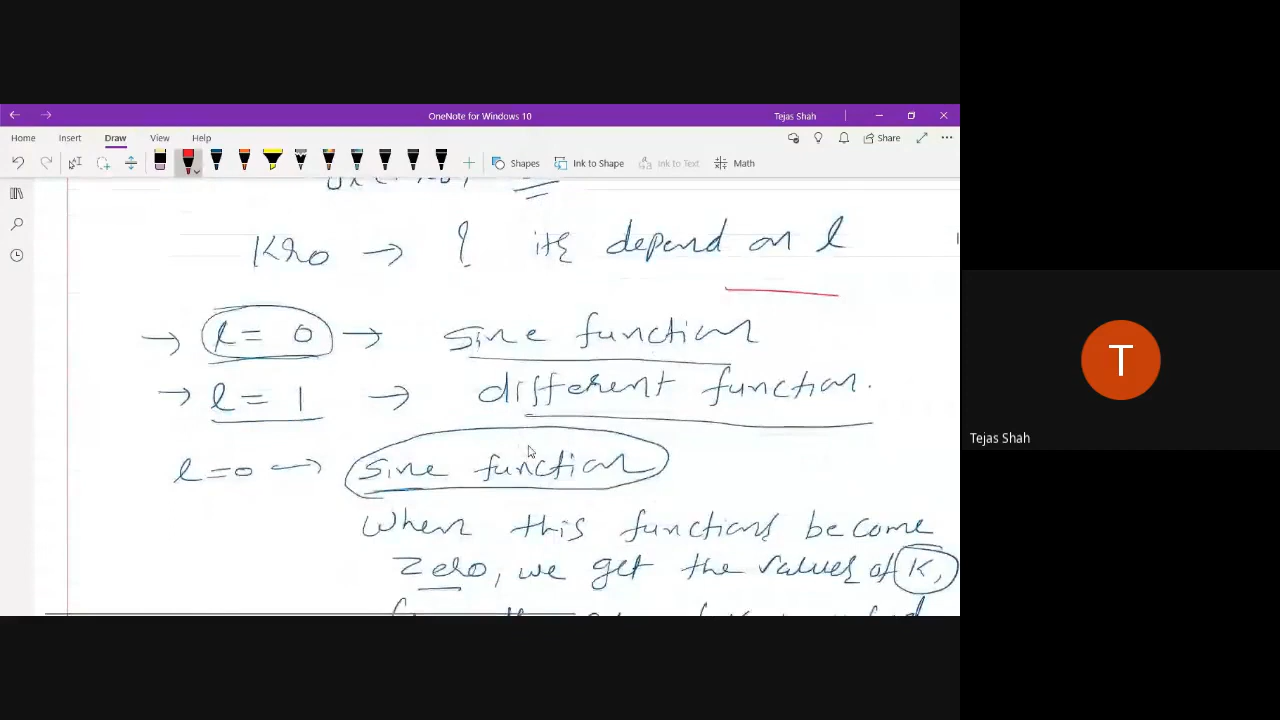 OneNote for Windows 10
Tejas Shah
Home Insert Draw View Help
Share
Shapes Ink to Shape Ink to Text Math
Kr₀ → ? it's depend on l
→ l = 0 → sine function
→ l = 1 → different function.
l=0 → sine function
When this functions become
zero, we get the values of K,
T
Tejas Shah